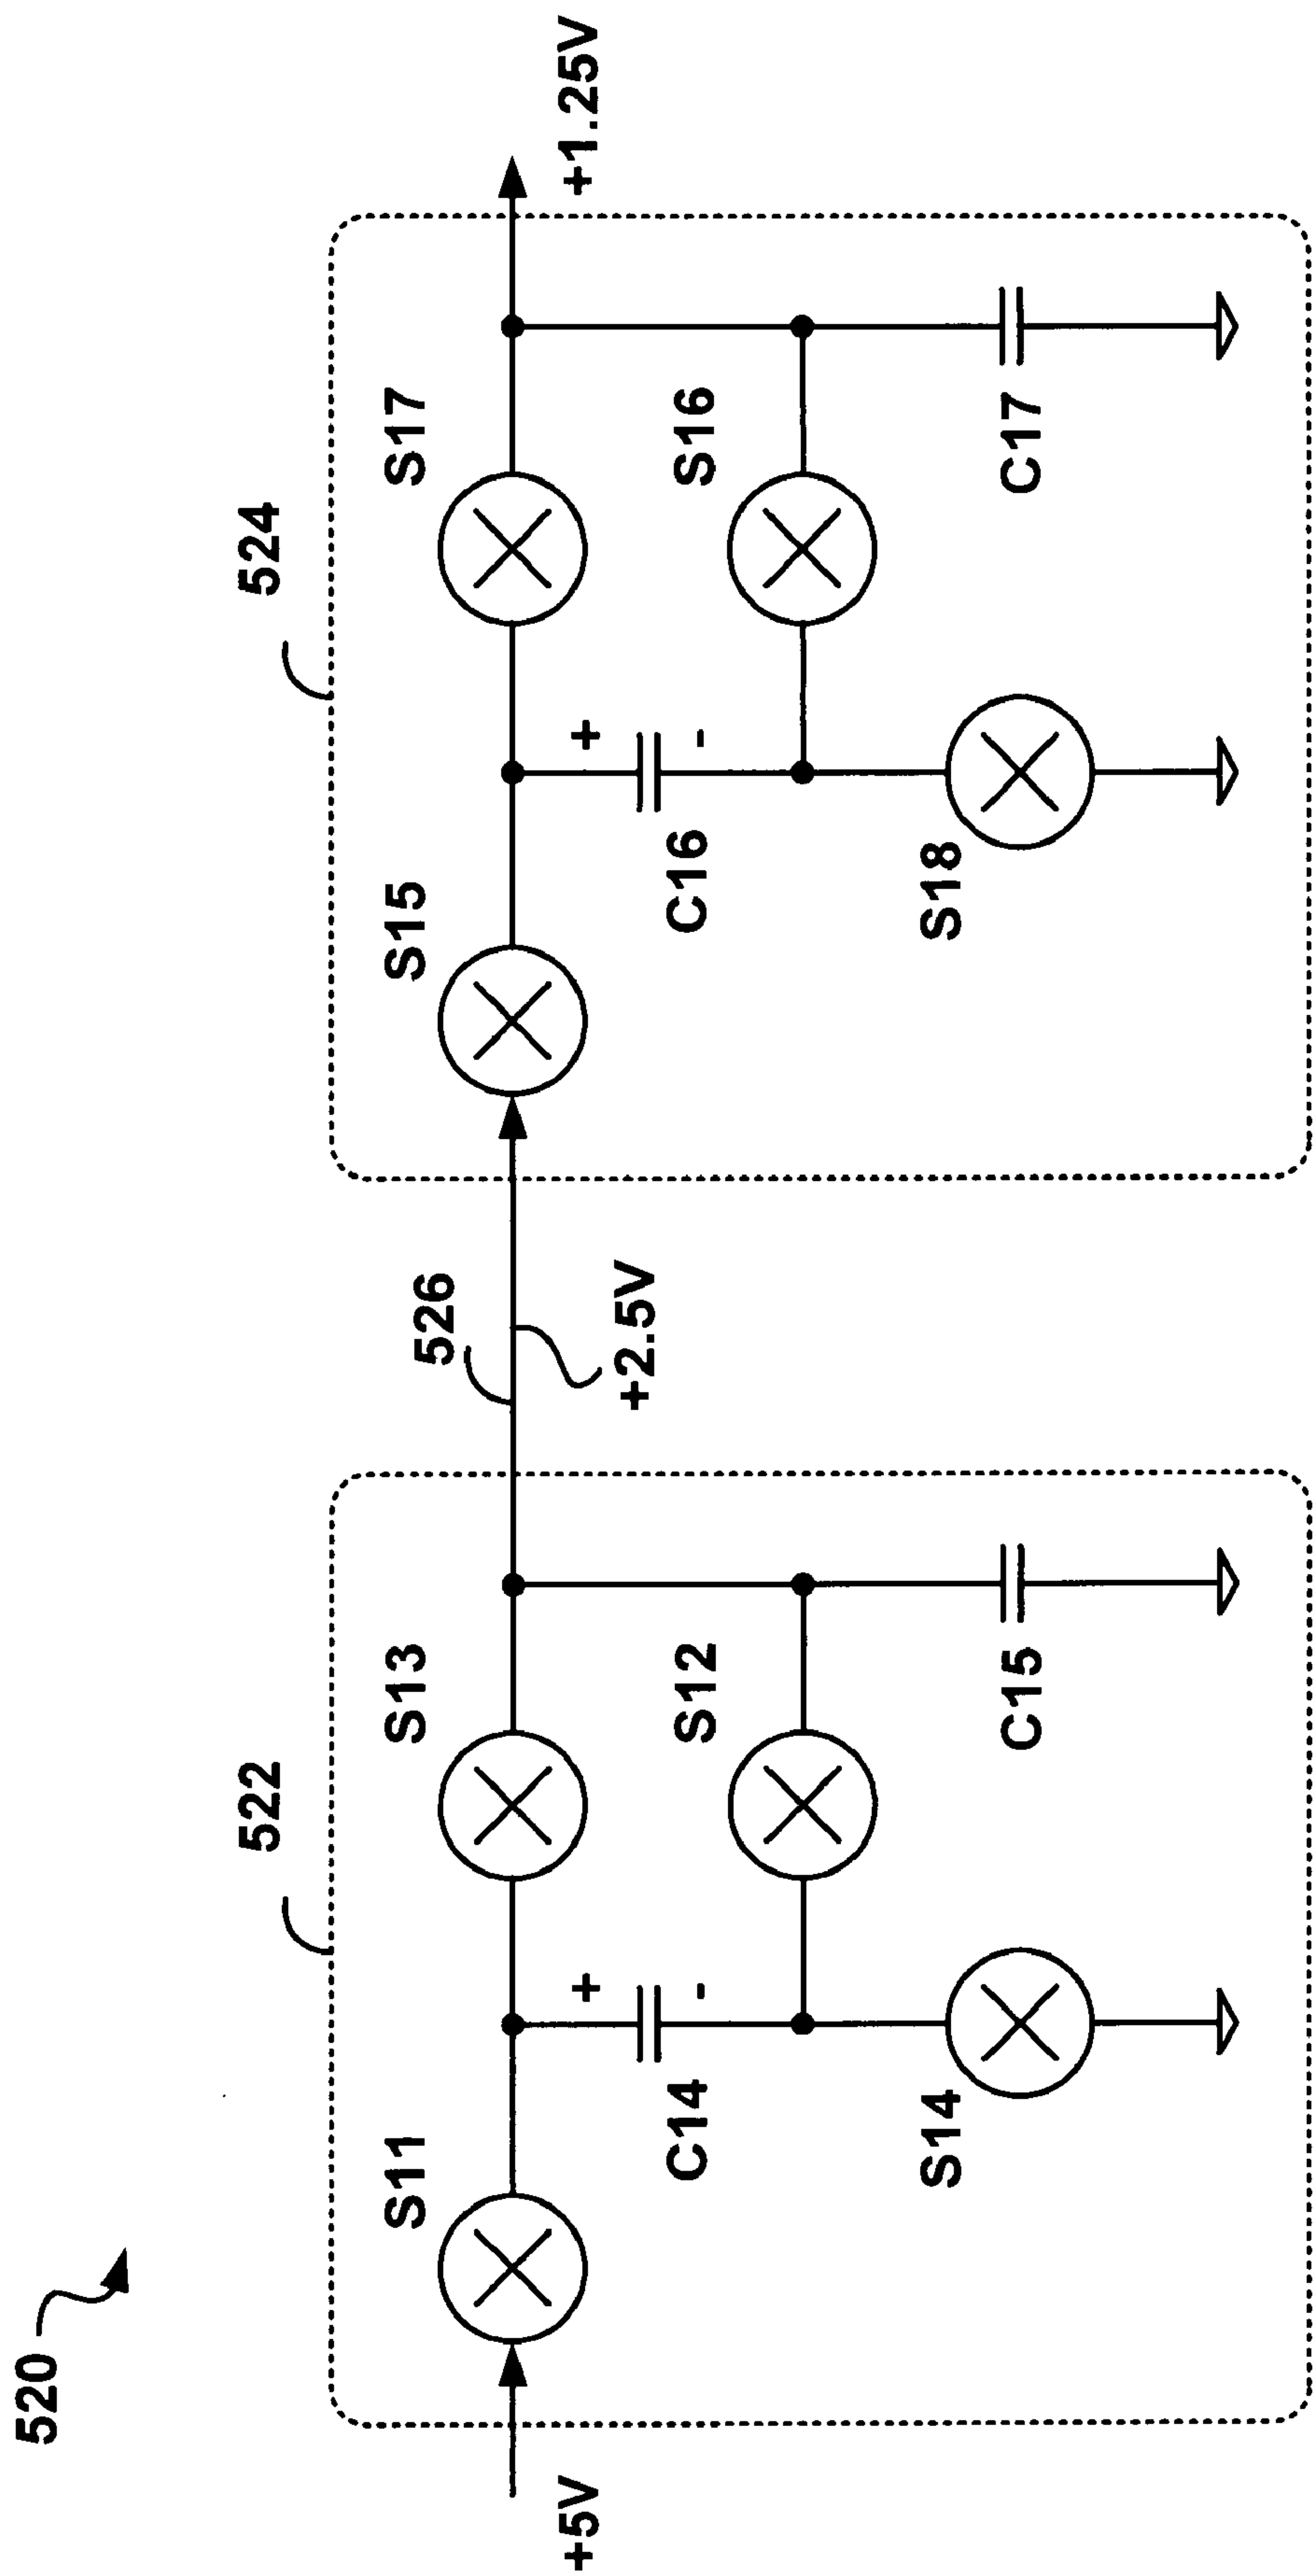 520
522
524
S11
S13
526
S15
S17
+5V
C14
+
-
S12
+2.5V
C16
+
-
S16
+1.25V
S14
C15
S18
C17